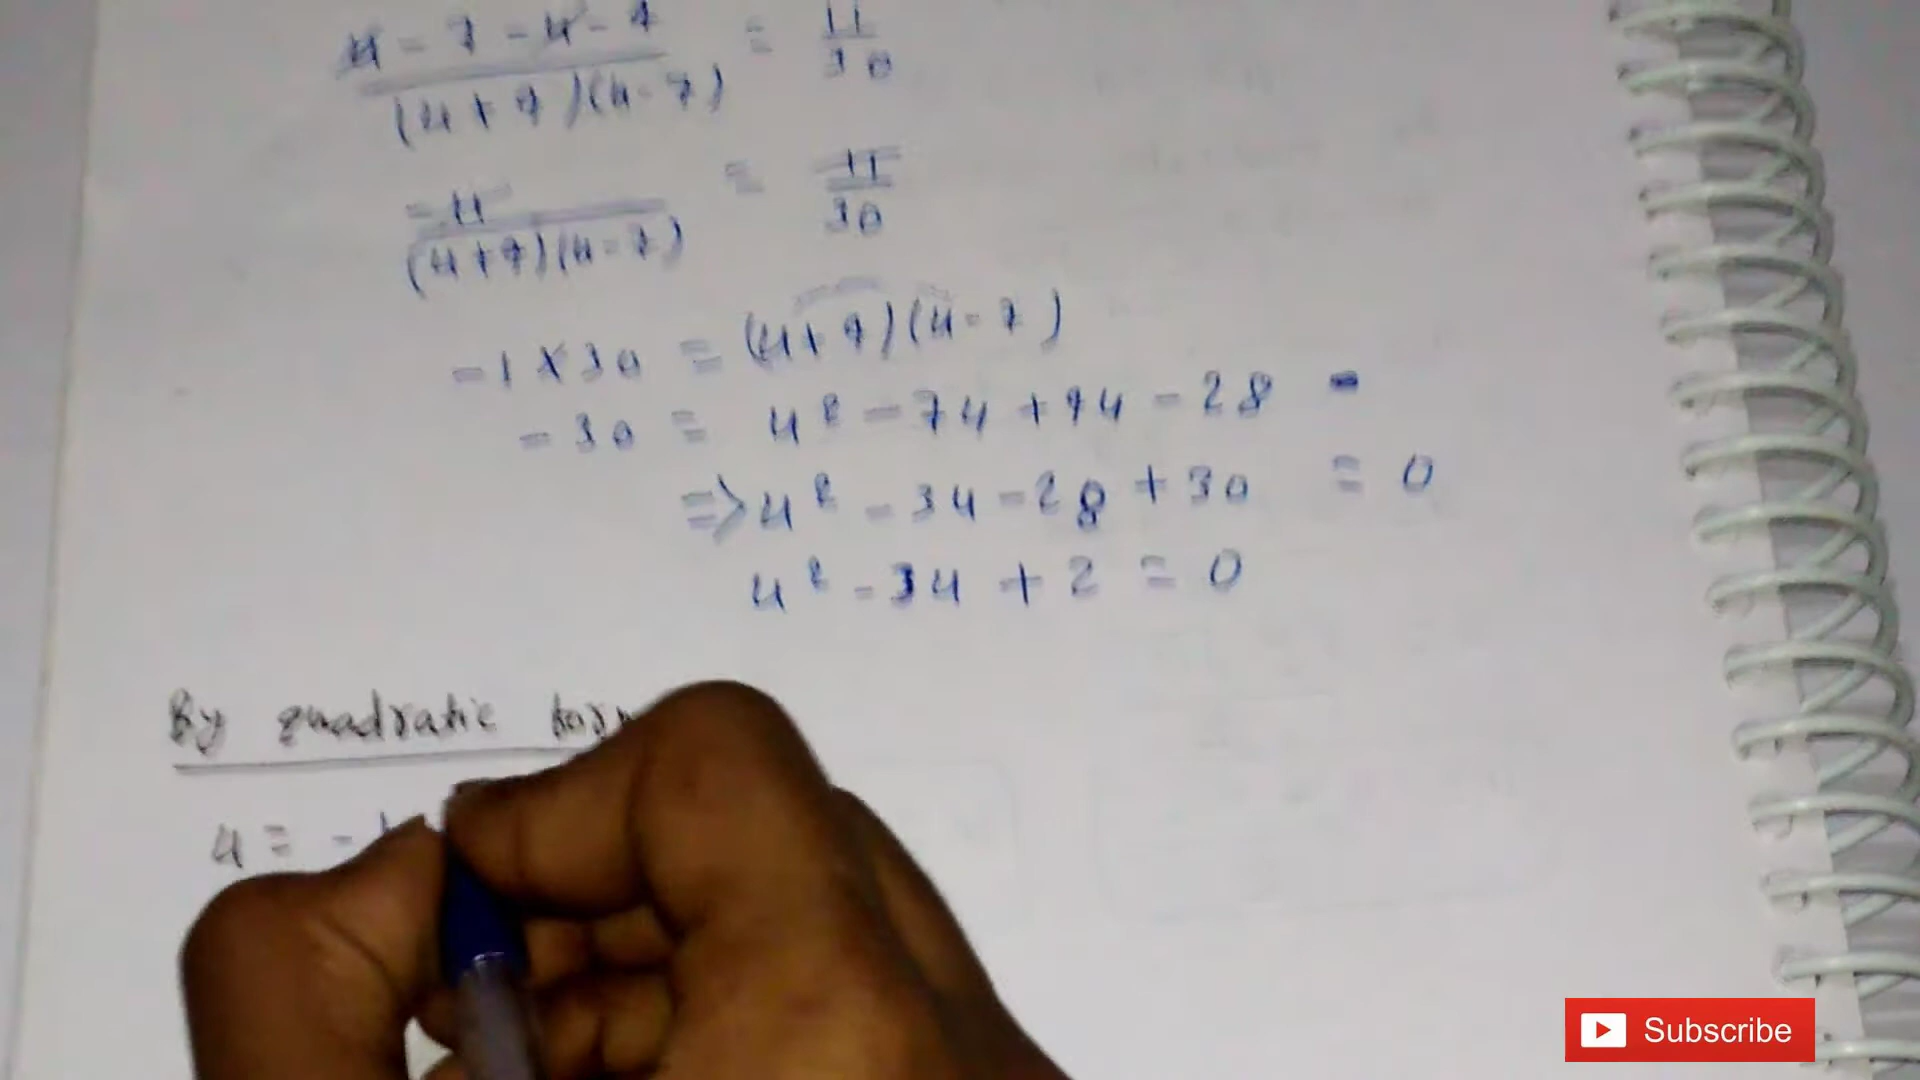 x - 7 - x - 4 / (x + 4)(x - 7) = 11 / 30
-11 / (x + 4)(x - 7) = 11 / 30
-1 × 30 = (x + 4)(x - 7)
-30 = x² - 7x + 4x - 28 -
⇒ x² - 3x - 28 + 30 = 0
x² - 3x + 2 = 0
By quadratic
x = -
Subscribe